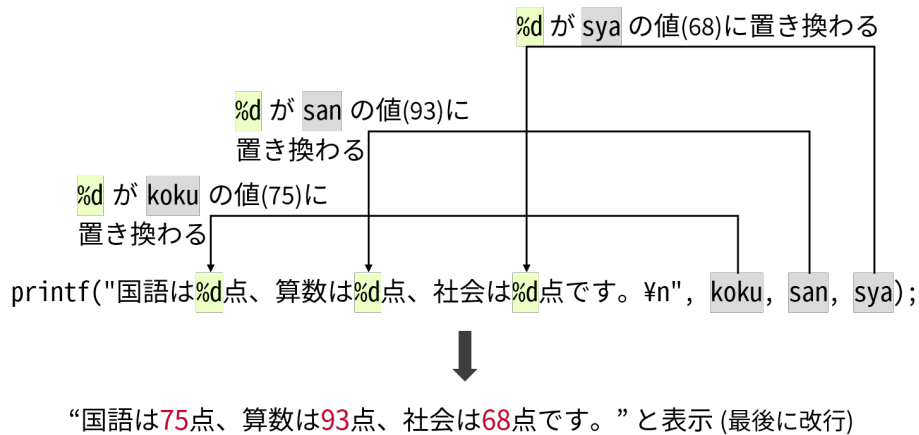 %d が sya の値(68)に置き換わる
%d が san の値(93)に
置き換わる
%d が koku の値(75)に
置き換わる
printf("国語は%d点、算数は%d点、社会は%d点です。¥n", koku, san, sya);
“国語は75点、算数は93点、社会は68点です。” と表示 (最後に改行)